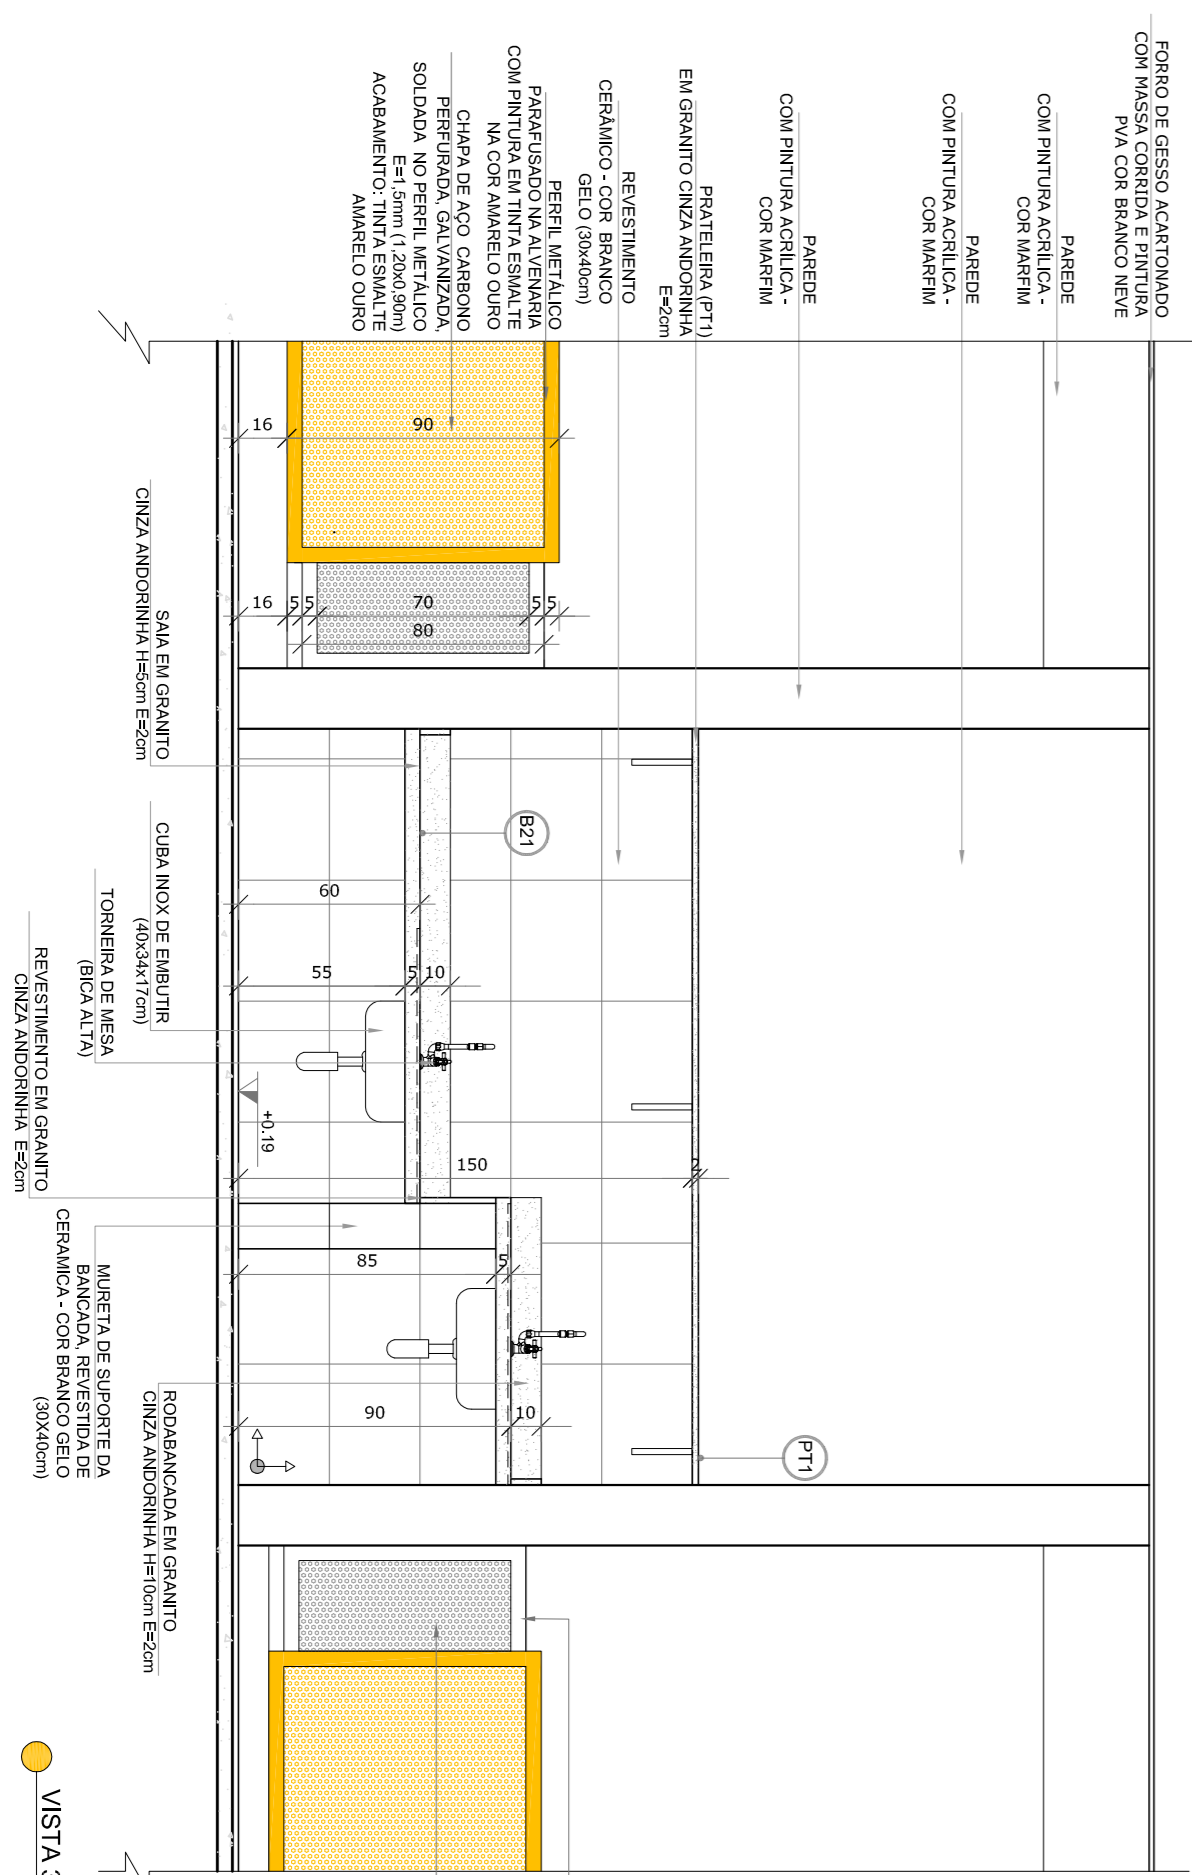 FORRO DE GESSO ACARTONADO
COM MASSA CORRIDA E PINTURA
PVA COR BRANCO NEVE
PAREDE
COM PINTURA ACRÍLICA -
COR MARFIM
PAREDE
COM PINTURA ACRÍLICA -
COR MARFIM
PAREDE
COM PINTURA ACRÍLICA -
COR MARFIM
PRATELEIRA (PT1)
EM GRANITO CINZA ANDORINHA
E=2cm
REVESTIMENTO
CERÂMICO - COR BRANCO
GELO (30x40cm)
PERFIL METÁLICO
PARAFUSADO NA ALVENARIA
COM PINTURA EM TINTA ESMALTE
NA COR AMARELO OURO
CHAPA DE AÇO CARBONO
PERFURADA, GALVANIZADA,
SOLDADA NO PERFIL METÁLICO
E=1,5mm (1,20x0,90m)
ACABAMENTO: TINTA ESMALTE
AMARELO OURO
16
90
16
5
5
70
5
5
80
SAIA EM GRANITO
CINZA ANDORINHA H=5cm E=2cm
B21
60
55
5
10
CUBA INOX DE EMBUTIR
(40x34x17cm)
TORNEIRA DE MESA
(BICA ALTA)
REVESTIMENTO EM GRANITO
CINZA ANDORINHA E=2cm
+0.19
150
2
85
5
90
10
PT1
MURETA DE SUPORTE DA
BANCADA, REVESTIDA DE
CERAMICA - COR BRANCO GELO
(30X40cm)
RODABANCADA EM GRANITO
CINZA ANDORINHA H=10cm E=2cm
VISTA 3